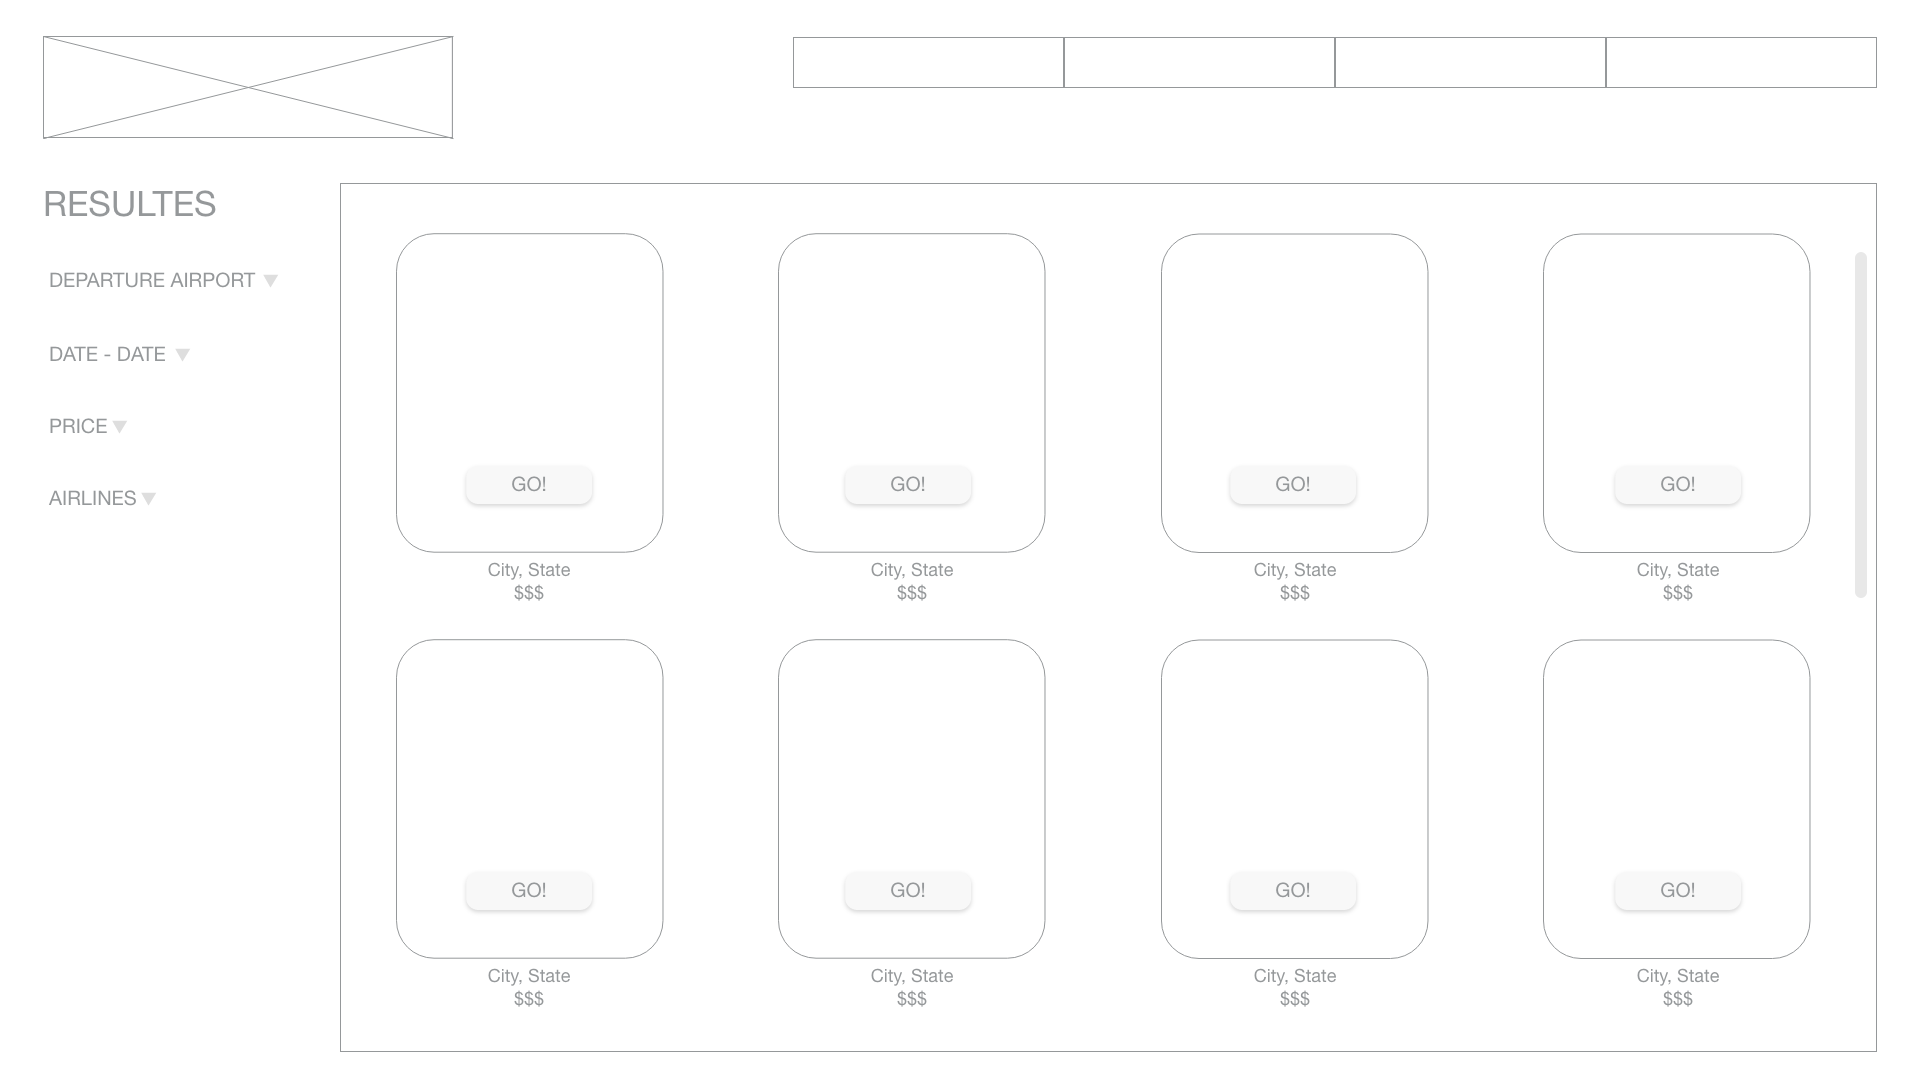 RESULTES
DEPARTURE AIRPORT
DATE - DATE
PRICE
AIRLINES
GO! GO! GO! GO!
City, State City, State City, State City, State
$$$ $$$ $$$ $$$
GO! GO! GO! GO!
City, State City, State City, State City, State
$$$ $$$ $$$ $$$